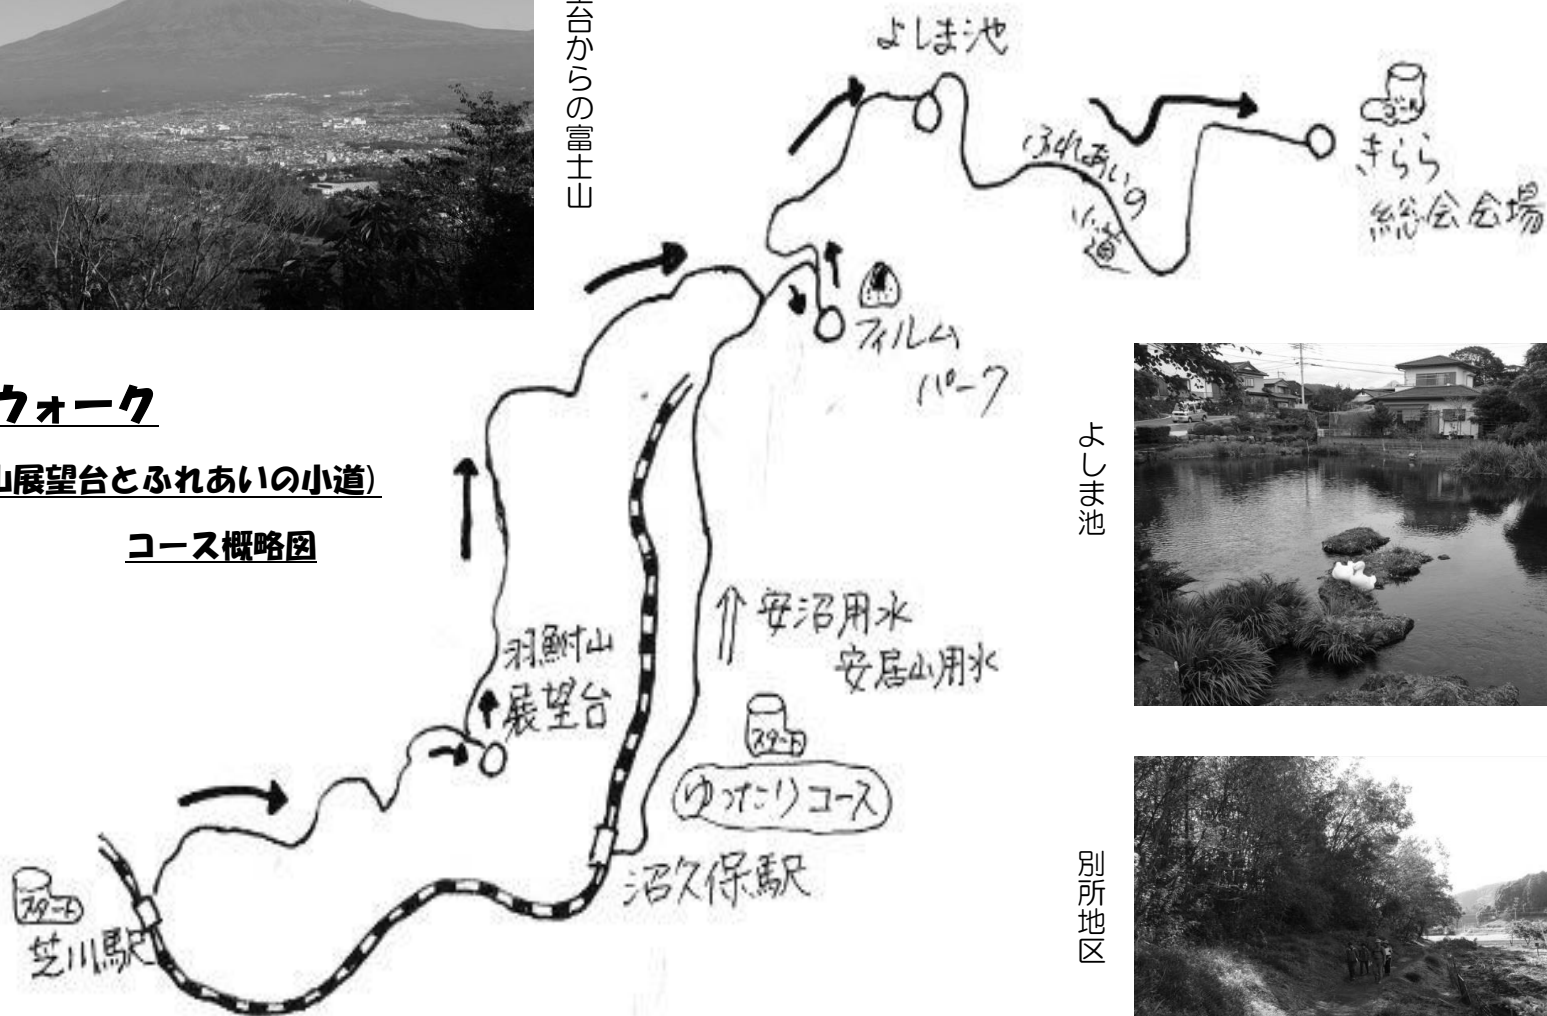 台からの富士山
ウォーク
山展望台とふれあいの小道)
コース概略図
よしま池
ゴール
きらら
総会会場
ふれあいの
小道
フィルム
パーク
安沼用水
安居山用水
羽鮒山
展望台
スタート
ゆったりコース
沼久保駅
スタート
芝川駅
よしま池
別所地区